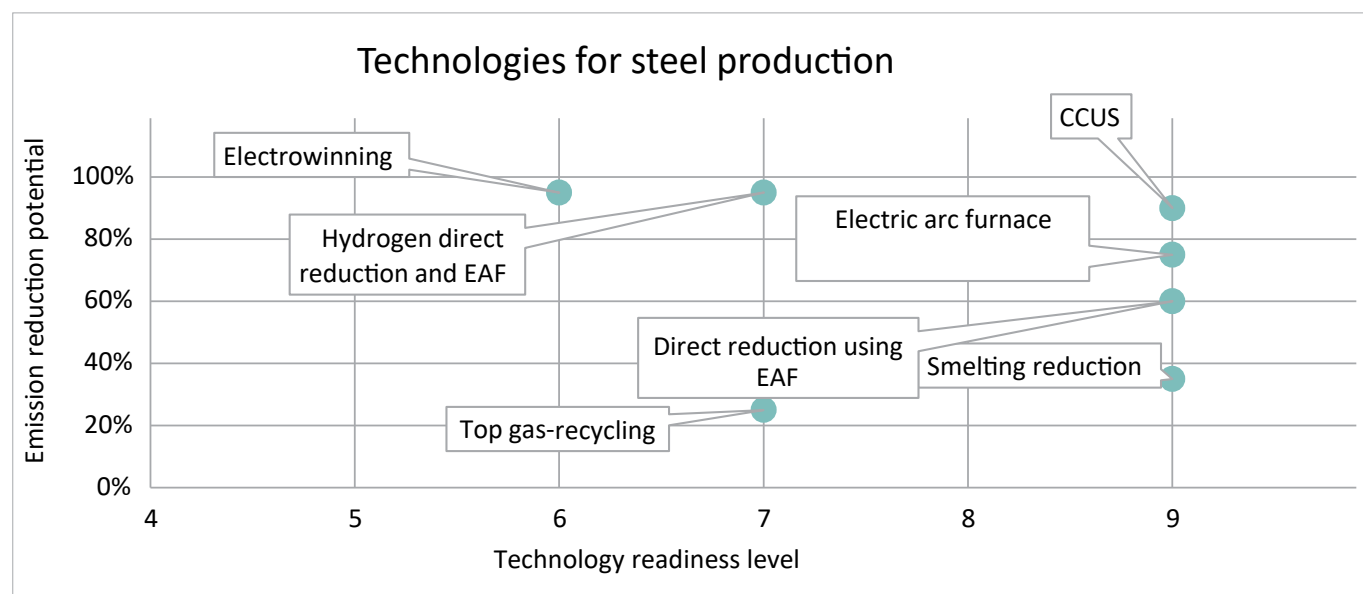 Technologies for steel production
CCUS
Electrowinning
Electric arc furnace
Hydrogen direct
reduction and EAF
Direct reduction using
EAF
Smelting reduction
Top gas-recycling
Emission reduction potential
100%
80%
60%
40%
20%
0%
4 5 6 7 8 9
Technology readiness level